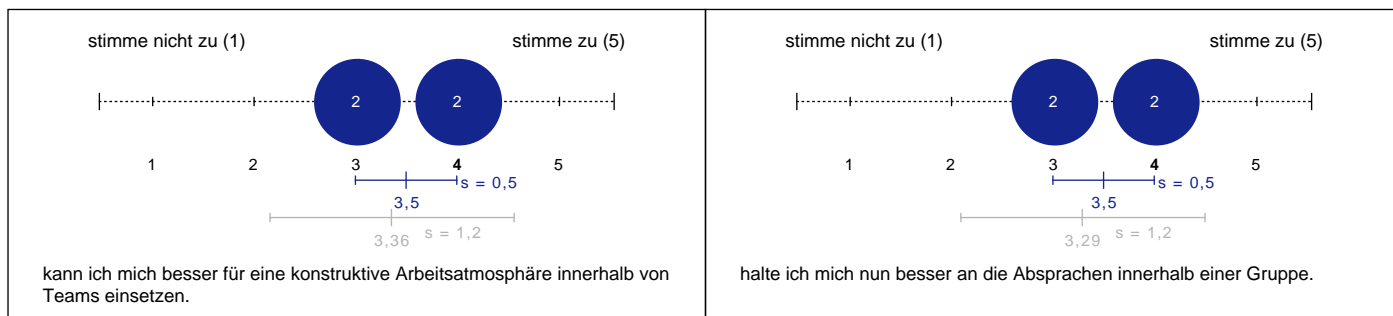 stimme nicht zu (1) stimme zu (5)
2 2
1 2 3 4 5
s = 0,5
3,5
s = 1,2
3,36
kann ich mich besser für eine konstruktive Arbeitsatmosphäre innerhalb von
Teams einsetzen.
stimme nicht zu (1) stimme zu (5)
2 2
1 2 3 4 5
s = 0,5
3,5
s = 1,2
3,29
halte ich mich nun besser an die Absprachen innerhalb einer Gruppe.